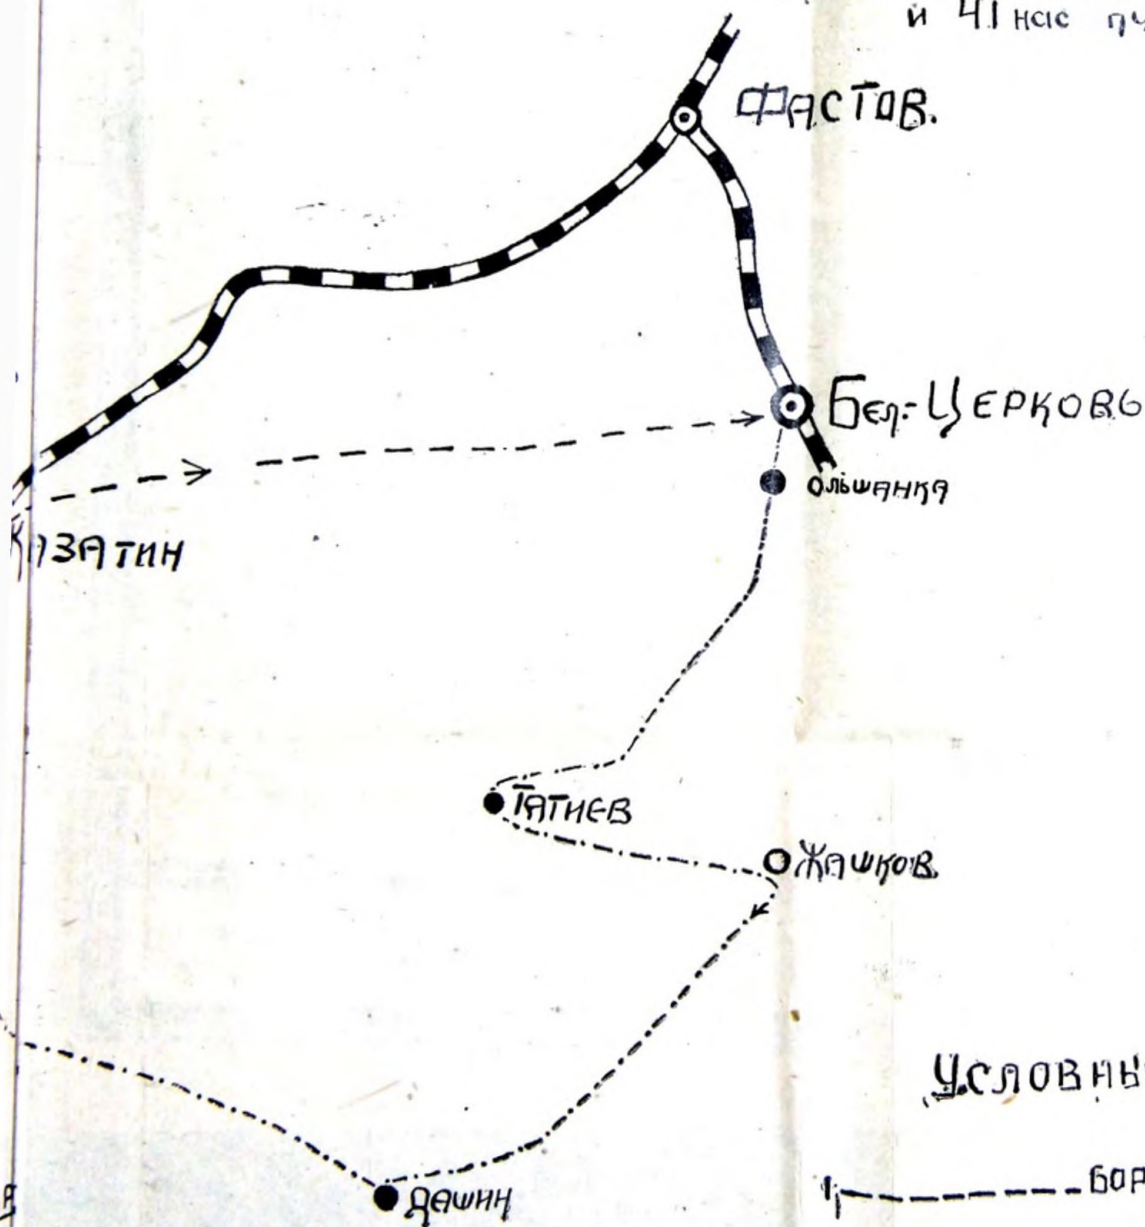 и 41 нас
ФАСТОВ.
Бел.-ЦЕРКОВЬ
ОЛЬШАНКА
КАЗАТИН
ТАТИЕВ
ЖАШКОВ.
УСЛОВНЫ
ДАШИН
БОР